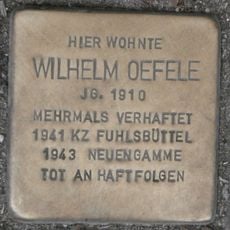 HIER WOHNTE
WILHELM OEFELE
JG. 1910
MEHRMALS VERHAFTET
1941 KZ FUHLSBÜTTEL
1943 NEUENGAMME
TOT AN HAFTFOLGEN